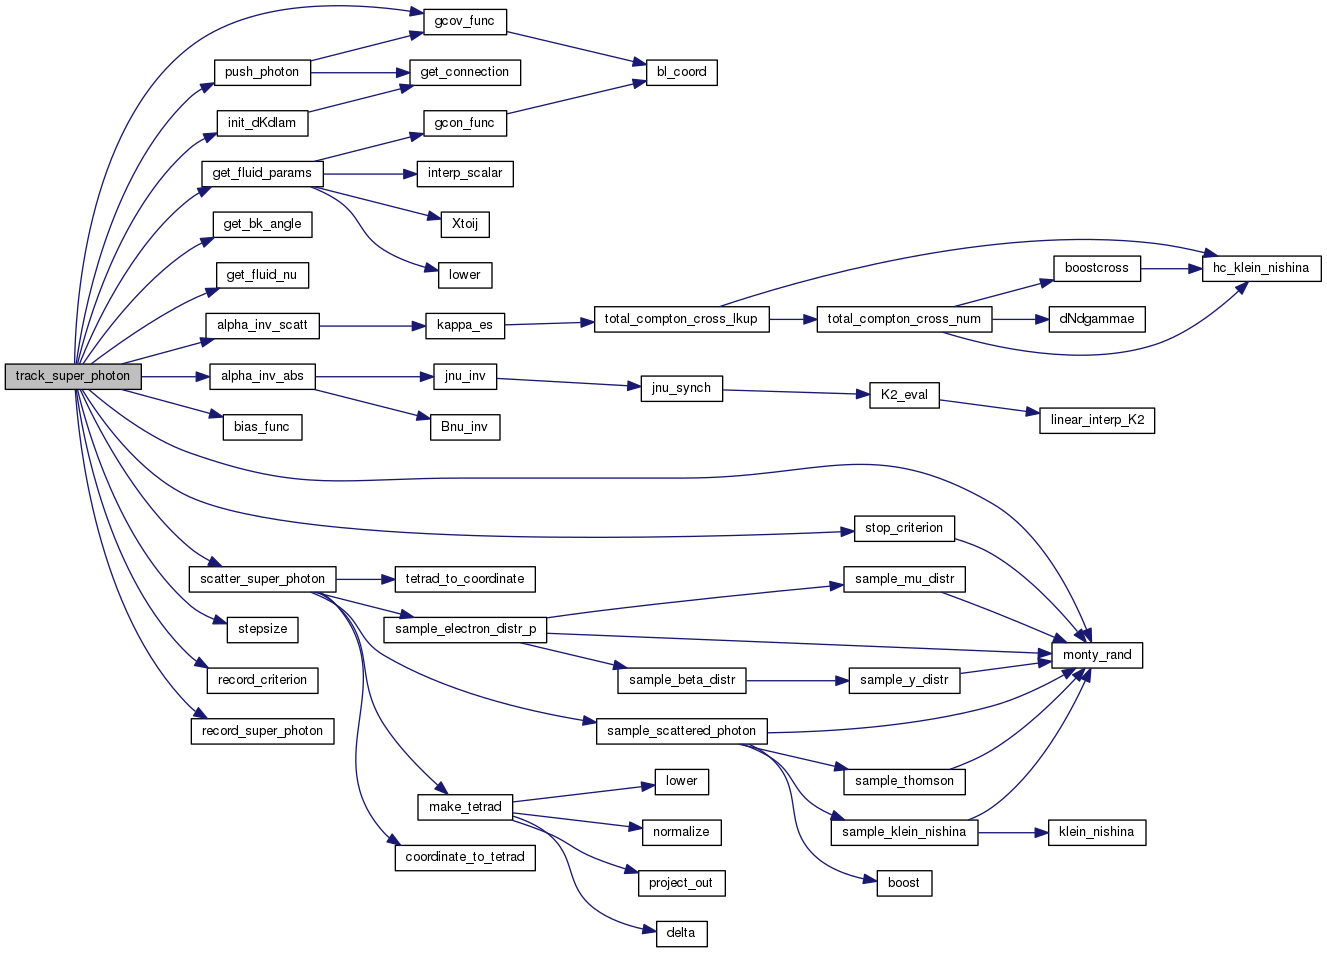 track_super_photon
gcov_func
push_photon
get_connection
bl_coord
init_dKdlam
gcon_func
get_fluid_params
interp_scalar
get_bk_angle
Xtoij
get_fluid_nu
lower
alpha_inv_scatt
kappa_es
total_compton_cross_lkup
total_compton_cross_num
boostcross
hc_klein_nishina
dNdgammae
alpha_inv_abs
jnu_inv
jnu_synch
K2_eval
linear_interp_K2
bias_func
Bnu_inv
stop_criterion
scatter_super_photon
tetrad_to_coordinate
sample_mu_distr
stepsize
sample_electron_distr_p
monty_rand
record_criterion
sample_beta_distr
sample_y_distr
record_super_photon
sample_scattered_photon
make_tetrad
lower
sample_thomson
normalize
sample_klein_nishina
klein_nishina
coordinate_to_tetrad
project_out
boost
delta